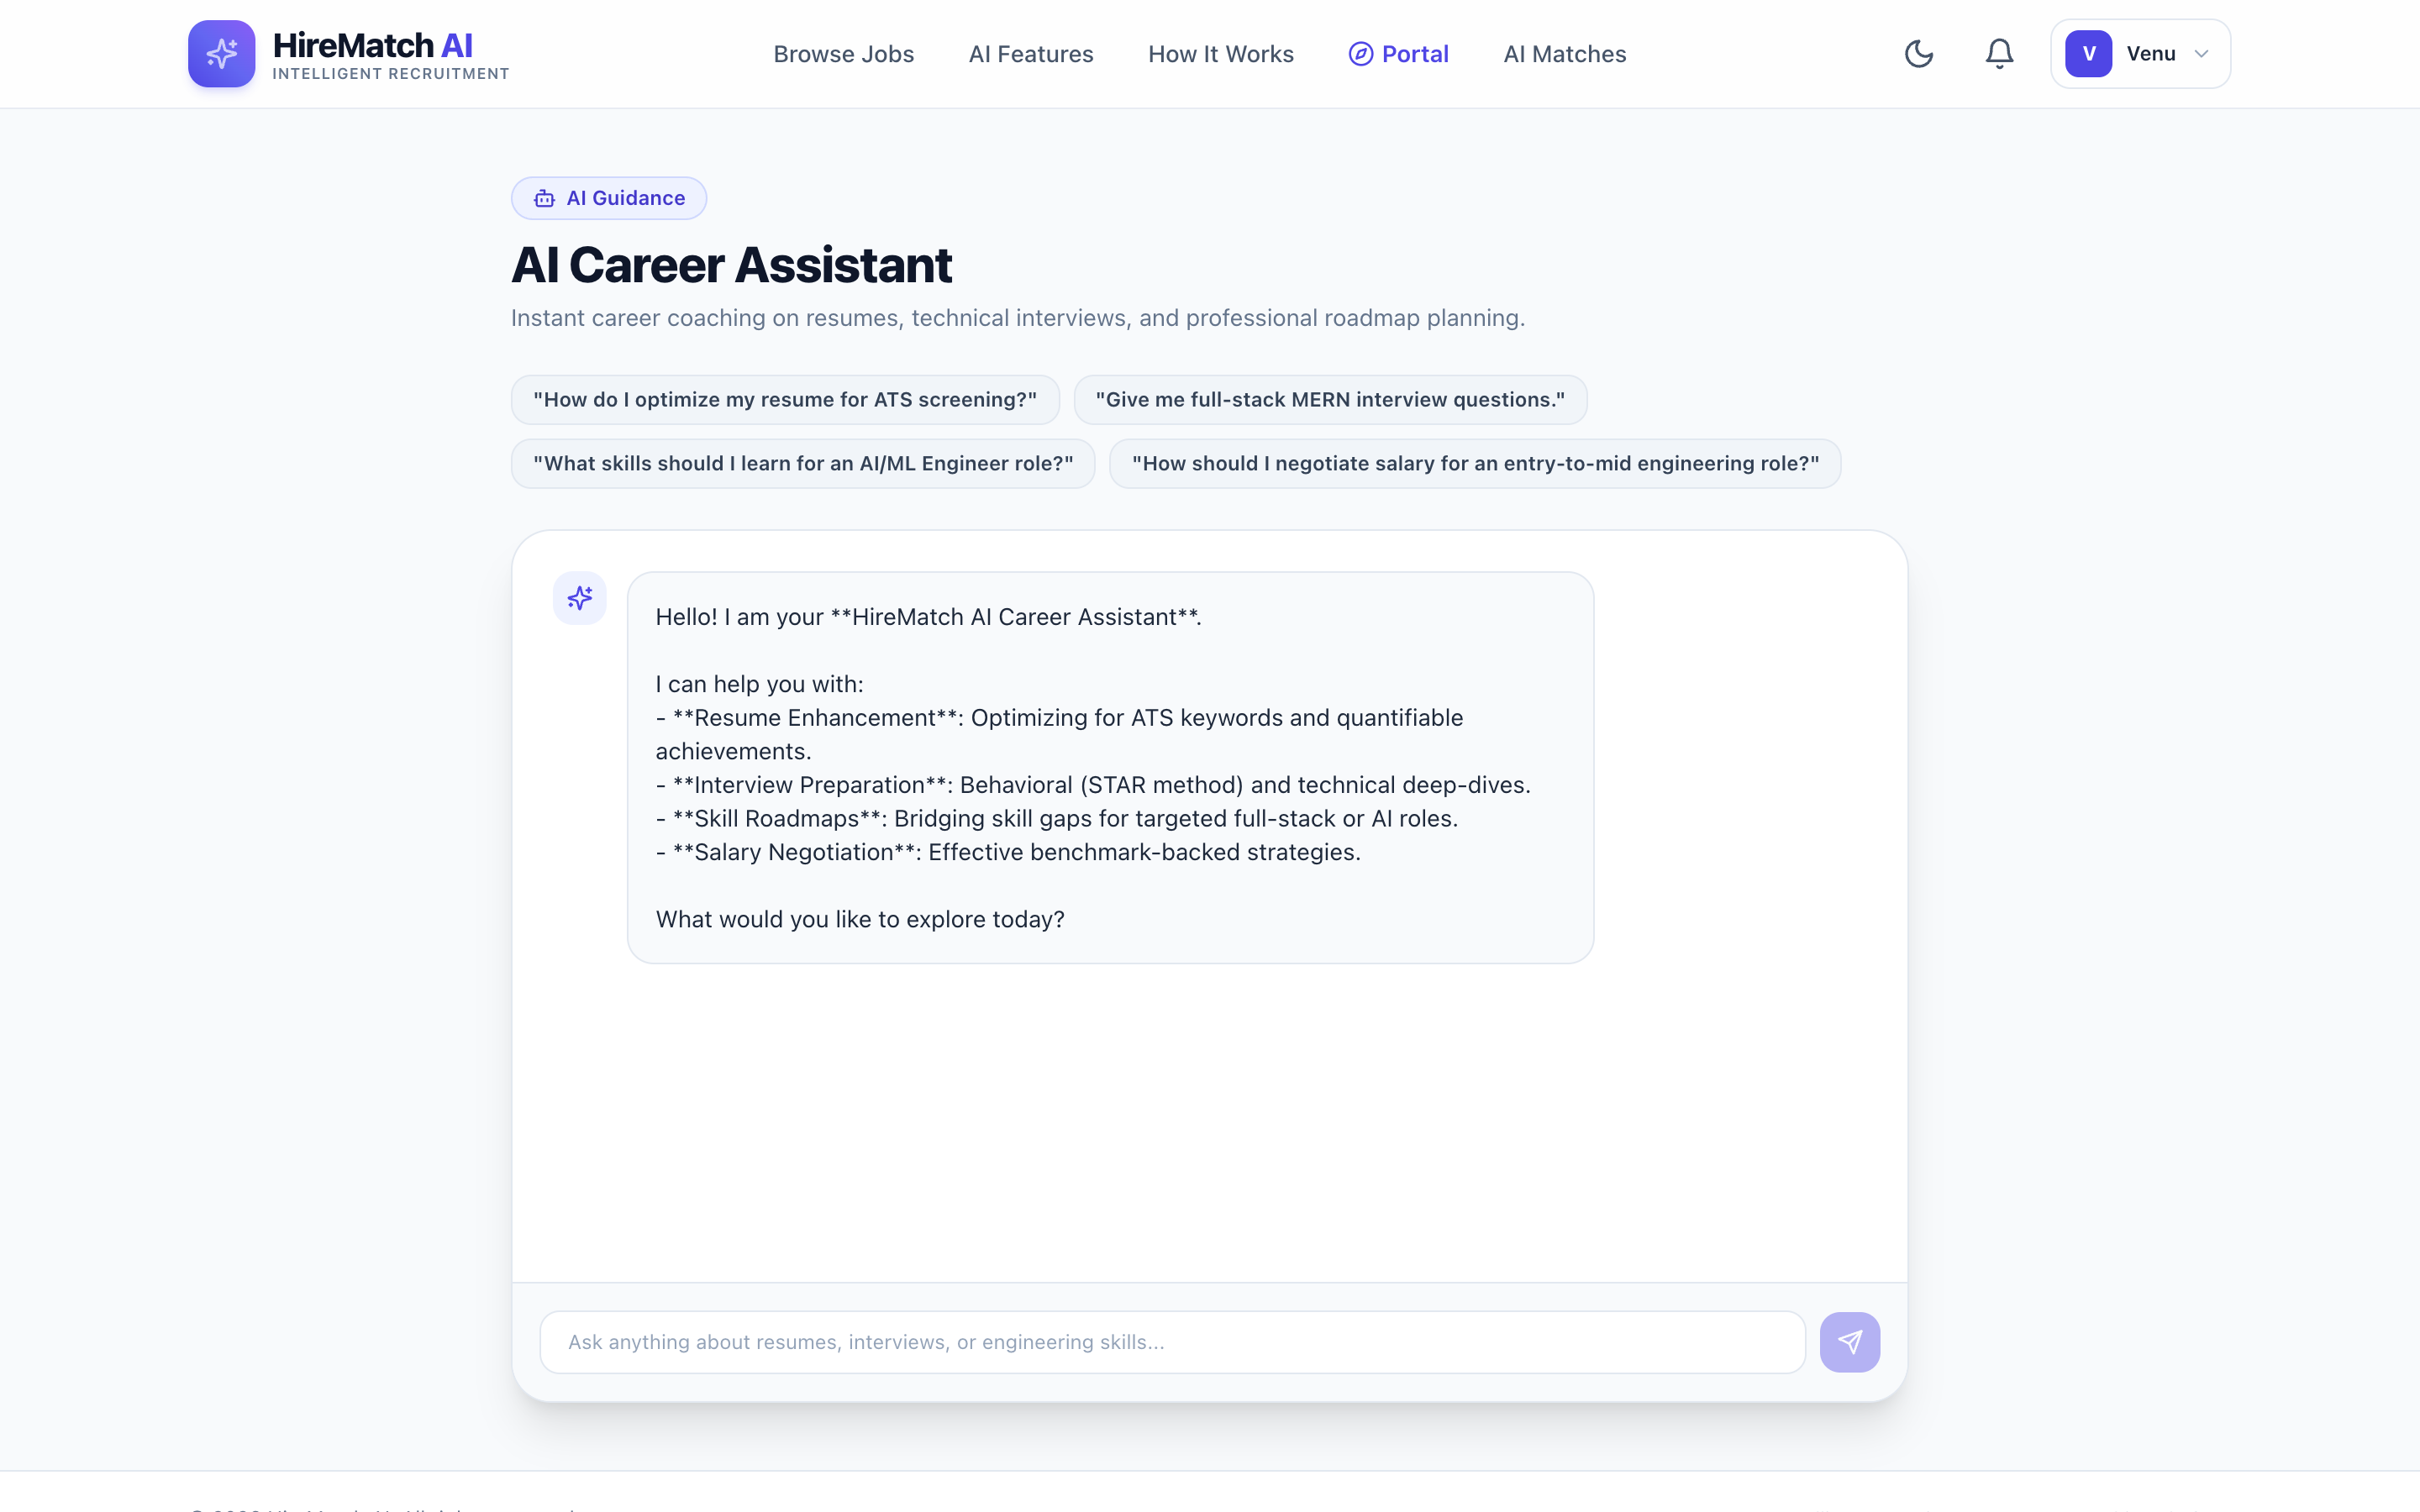 HireMatch AI
INTELLIGENT RECRUITMENT
Browse Jobs
AI Features
How It Works
Portal
AI Matches
V
Venu
AI Guidance
AI Career Assistant
Instant career coaching on resumes, technical interviews, and professional roadmap planning.
"How do I optimize my resume for ATS screening?"
"Give me full-stack MERN interview questions."
"What skills should I learn for an AI/ML Engineer role?"
"How should I negotiate salary for an entry-to-mid engineering role?"
Hello! I am your **HireMatch AI Career Assistant**.
I can help you with:
- **Resume Enhancement**: Optimizing for ATS keywords and quantifiable
achievements.
- **Interview Preparation**: Behavioral (STAR method) and technical deep-dives.
- **Skill Roadmaps**: Bridging skill gaps for targeted full-stack or AI roles.
- **Salary Negotiation**: Effective benchmark-backed strategies.
What would you like to explore today?
Ask anything about resumes, interviews, or engineering skills...